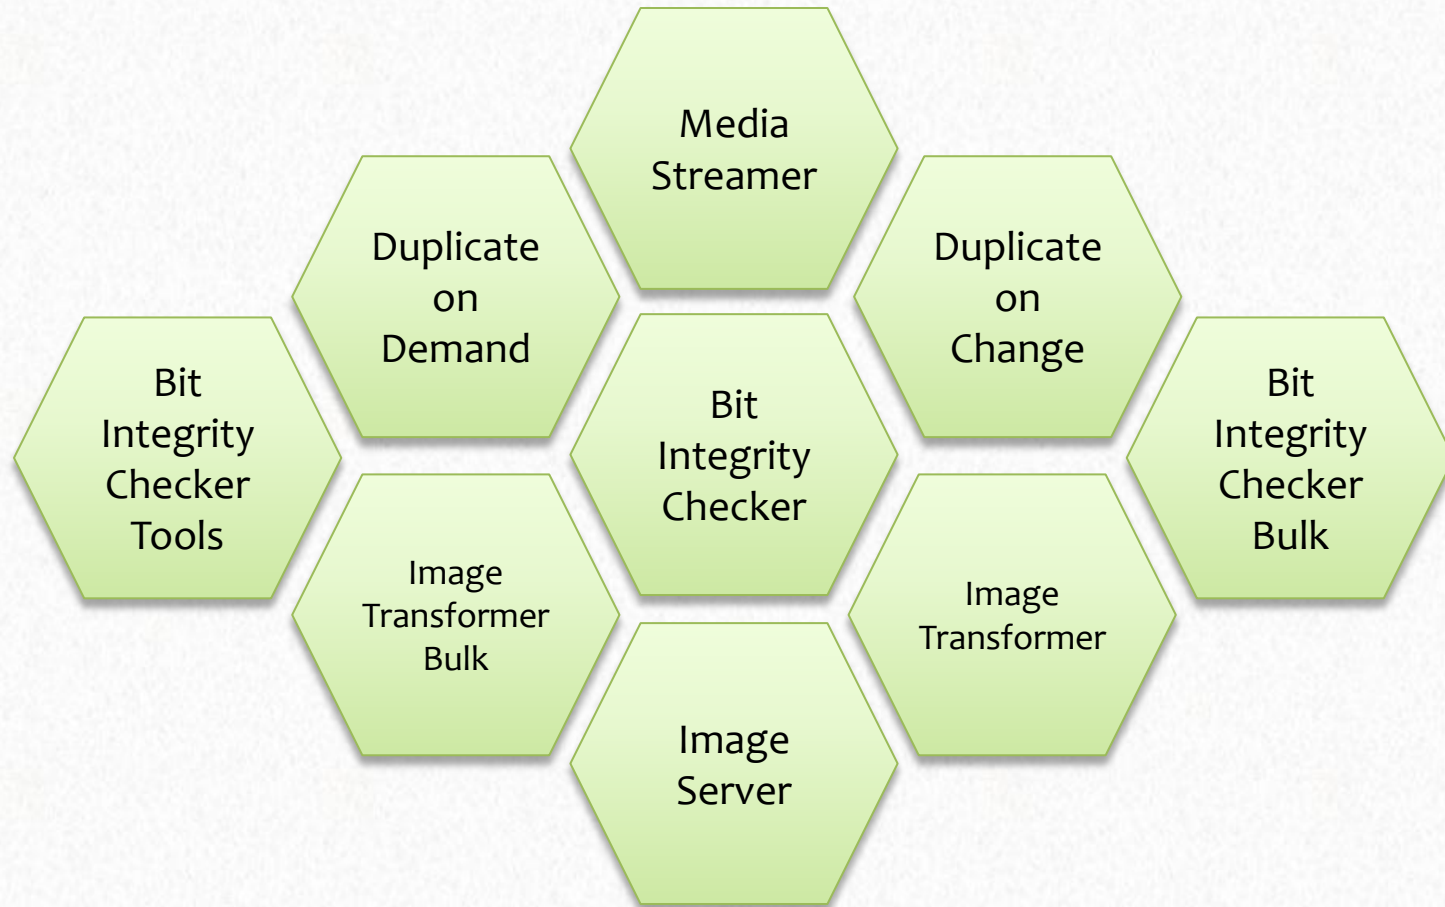 Media
Streamer
Duplicate
on
Demand
Duplicate
on
Change
Bit
Integrity
Checker
Tools
Bit
Integrity
Checker
Bit
Integrity
Checker
Bulk
Image
Transformer
Bulk
Image
Transformer
Image
Server